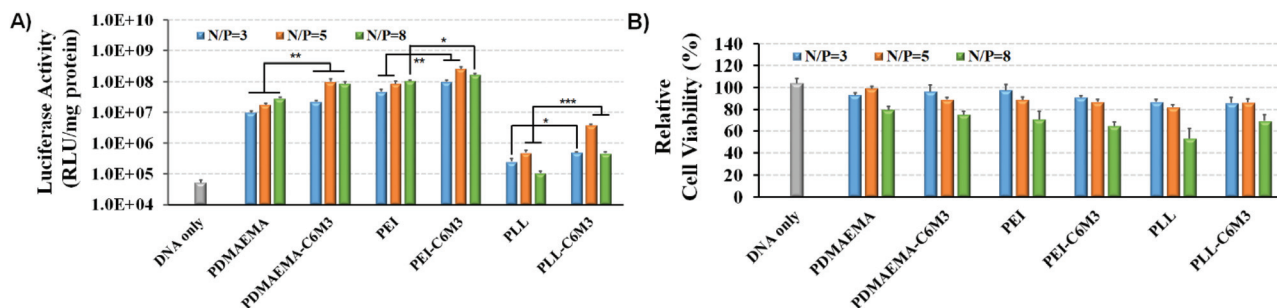 A)
Luciferase Activity
(RLU/mg protein)
1.0E+10
1.0E+09
1.0E+08
1.0E+07
1.0E+06
1.0E+05
1.0E+04
N/P=3 N/P=5 N/P=8
**
**
*
*
***
DNA only
PDMAEMA
PDMAEMA-C6M3
PEI
PEI-C6M3
PLL
PLL-C6M3
B)
Relative
Cell Viability (%)
140
120
100
80
60
40
20
0
N/P=3 N/P=5 N/P=8
DNA only
PDMAEMA
PDMAEMA-C6M3
PEI
PEI-C6M3
PLL
PLL-C6M3